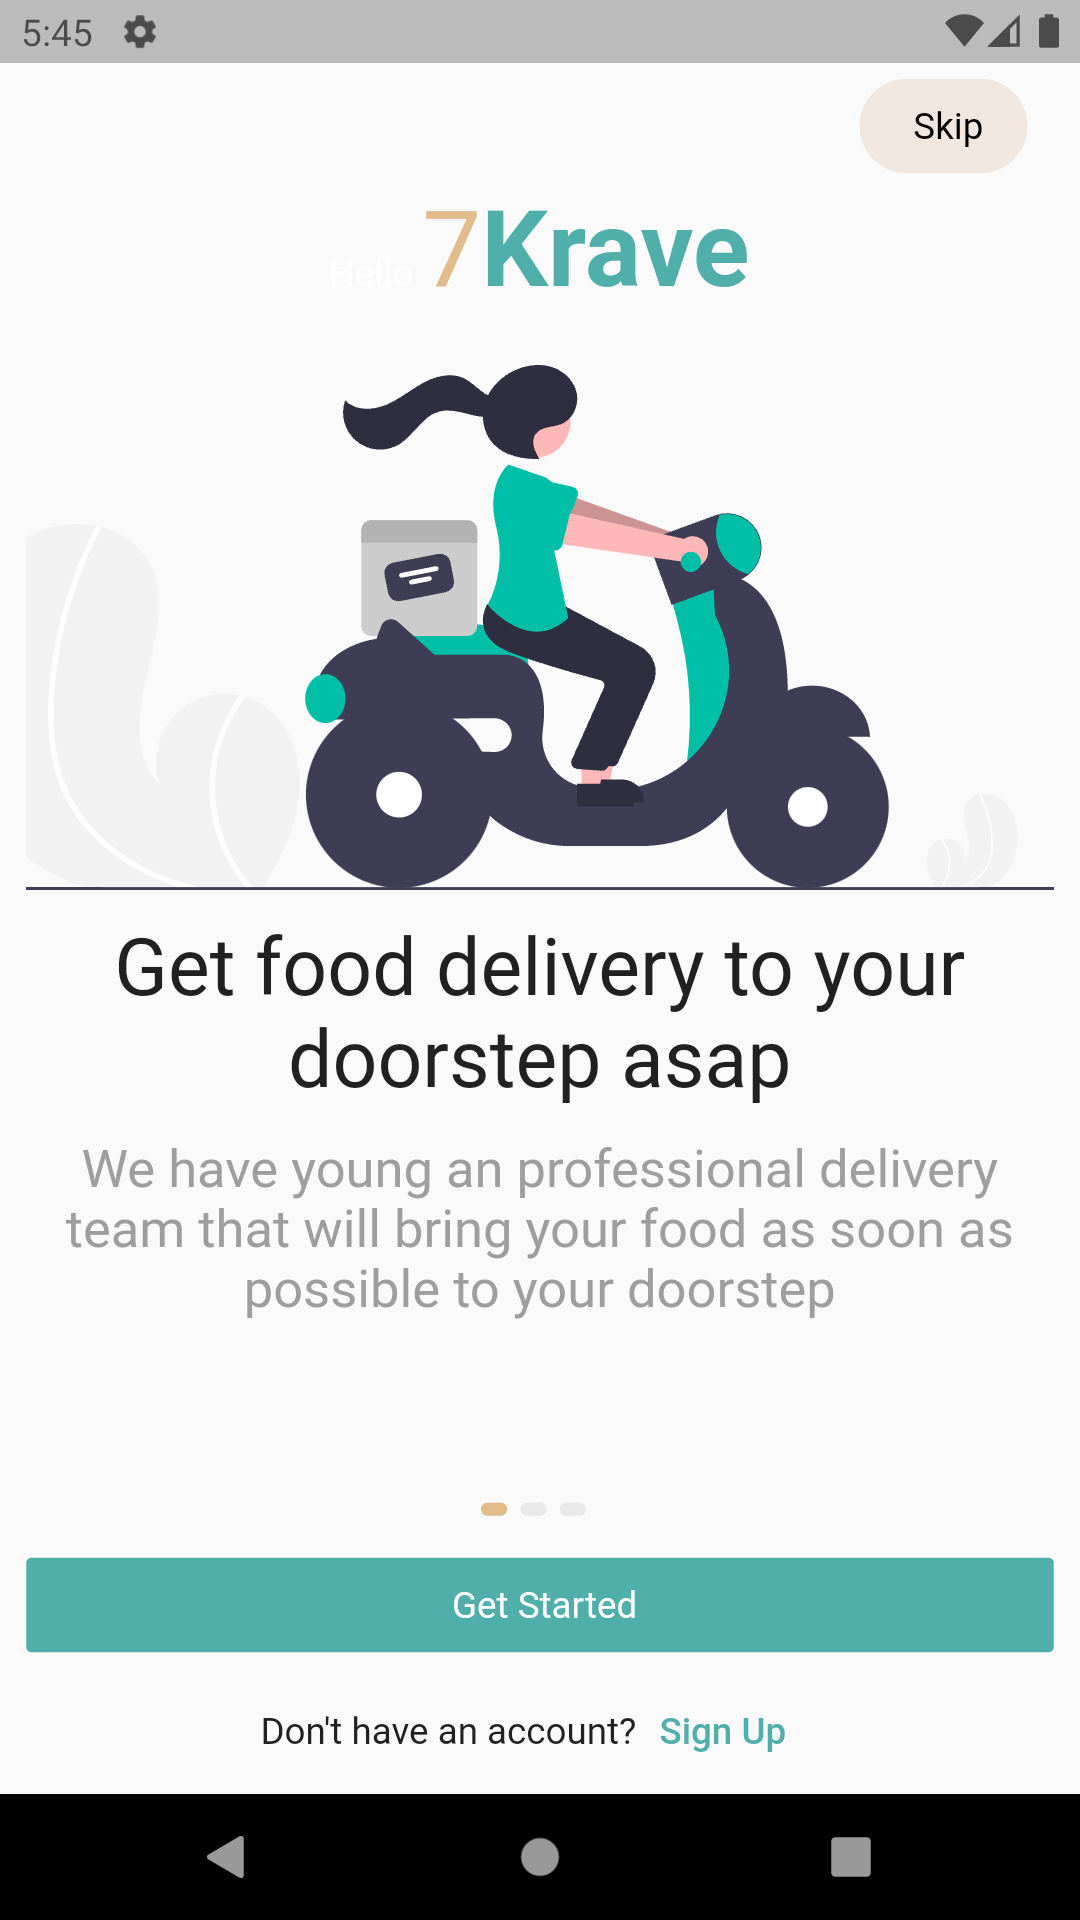 5:45
Skip
Hello 7Krave
Get food delivery to your
doorstep asap
We have young an professional delivery
team that will bring your food as soon as
possible to your doorstep
Get Started
Don't have an account? Sign Up